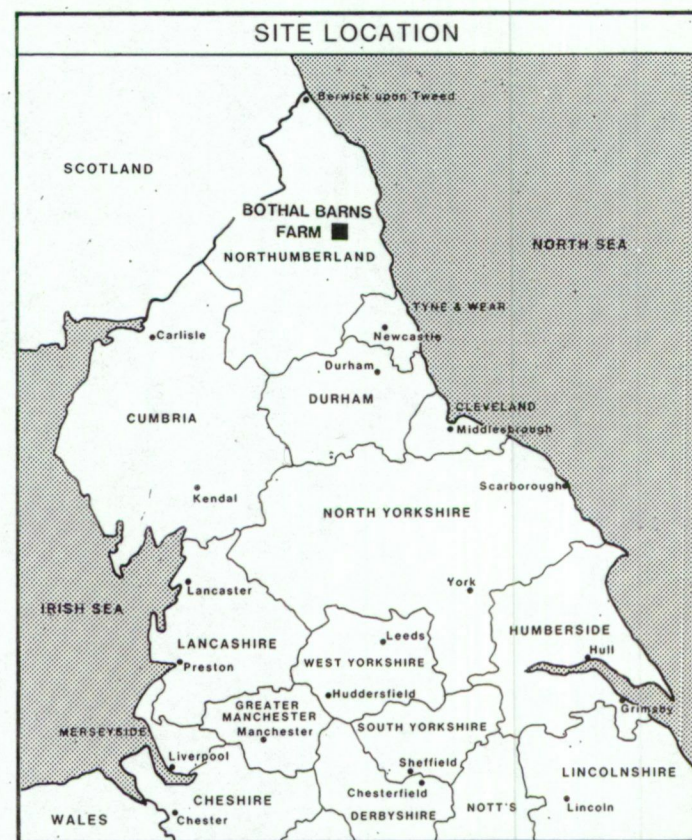 SITE LOCATION
Berwick upon Tweed
SCOTLAND
BOTHAL BARNS
FARM
NORTH SEA
NORTHUMBERLAND
TYNE & WEAR
Carlisle
Newcastle
Durham
DURHAM
CLEVELAND
CUMBRIA
Middlesbrough
Kendal
Scarborough
NORTH YORKSHIRE
York
Lancaster
IRISH SEA
HUMBERSIDE
Leeds
LANCASHIRE
Hull
WEST YORKSHIRE
Preston
Huddersfield
GREATER
MANCHESTER
Grimsby
SOUTH YORKSHIRE
MERSEYSIDE
Manchester
Liverpool
Sheffield
LINCOLNSHIRE
Chesterfield
CHESHIRE
NOTT'S
Lincoln
DERBYSHIRE
WALES
Chester